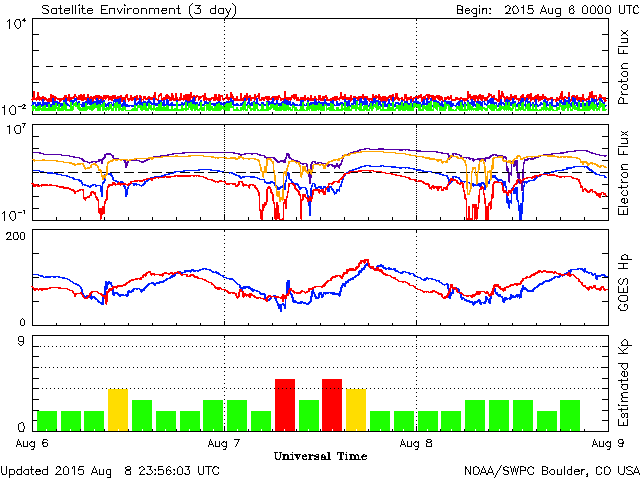 Satellite Environment (3 day) Begin: 2015 Aug 6 0000 UTC
10^4
10^-2
Proton Flux
10^7
10^-1
Electron Flux
200
0
GOES Hp
9
0
Estimated Kp
Aug 6 Aug 7 Aug 8 Aug 9
Universal Time
Updated 2015 Aug 8 23:56:03 UTC NOAA/SWPC Boulder, CO USA